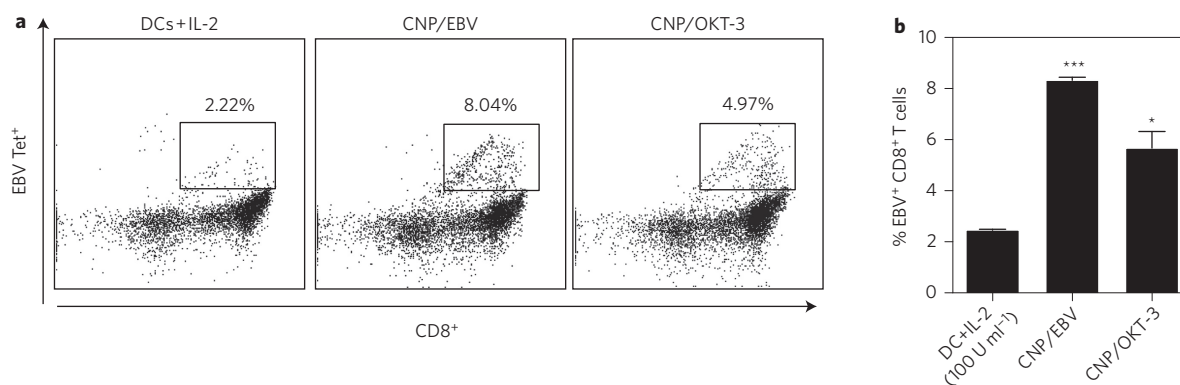 a
DCs+IL-2
CNP/EBV
CNP/OKT-3
2.22%
8.04%
4.97%
EBV Tet⁺
CD8⁺
b
10
8
6
4
2
0
% EBV⁺ CD8⁺ T cells
***
*
DC+IL-2
(100 U ml⁻¹)
CNP/EBV
CNP/OKT-3